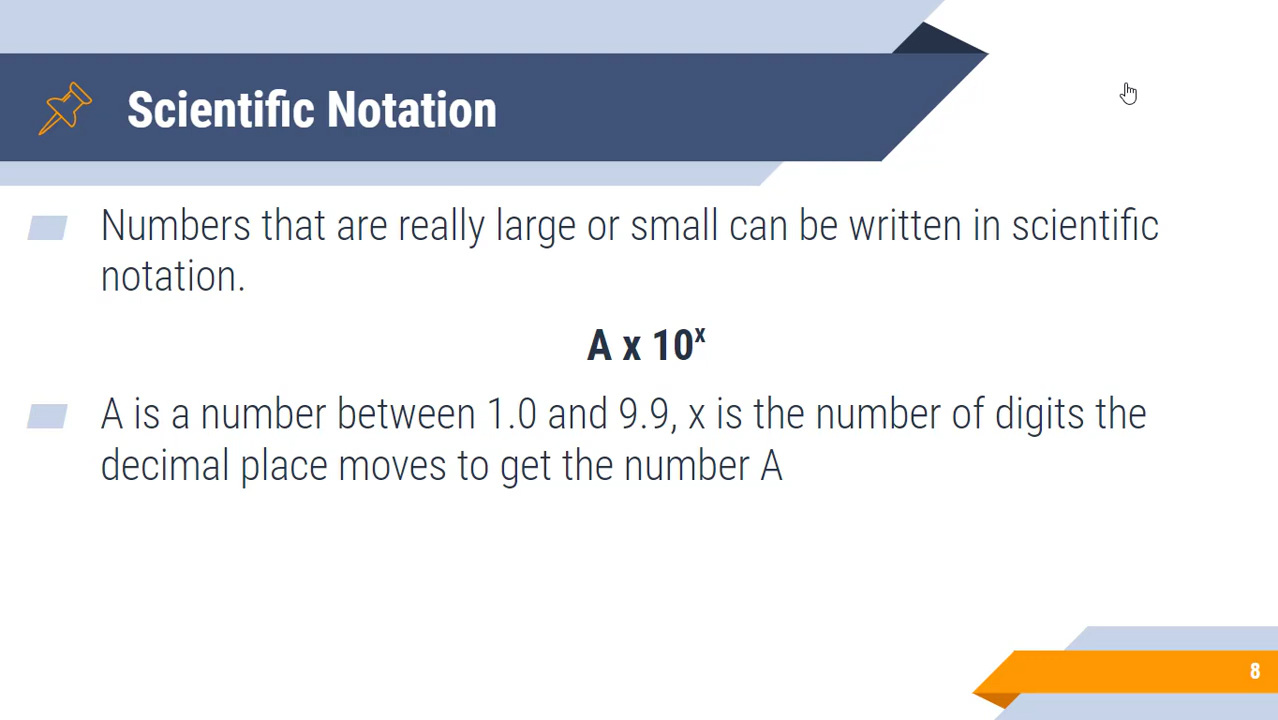 Scientific Notation
Numbers that are really large or small can be written in scientific
notation.
A x 10ˣ
A is a number between 1.0 and 9.9, x is the number of digits the
decimal place moves to get the number A
8